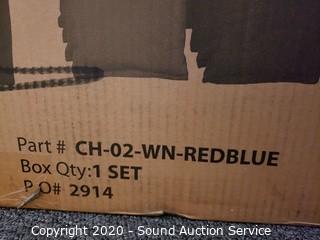 Part # CH-02-WN-REDBLUE
Box Qty:1 SET
P.O# 2914
Copyright 2020 - Sound Auction Service